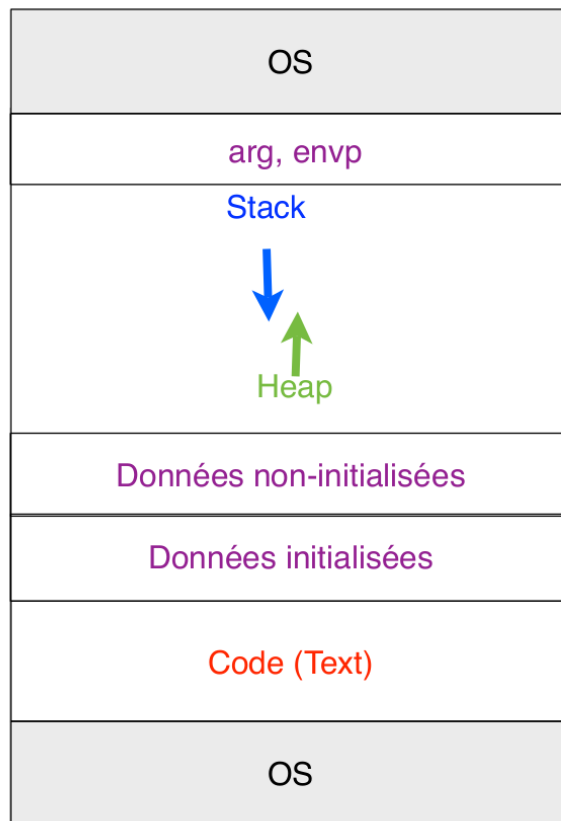 OS
arg, envp
Stack
Heap
Données non-initialisées
Données initialisées
Code (Text)
OS